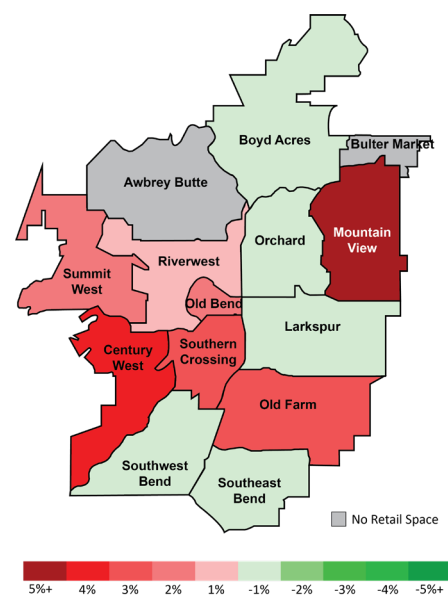 Boyd Acres
Bulter Market
Awbrey Butte
Mountain
View
Orchard
Riverwest
Summit
West
Old Bend
Larkspur
Southern
Crossing
Century
West
Old Farm
Southwest
Bend
Southeast
Bend
No Retail Space
5%+ 4% 3% 2% 1% -1% -2% -3% -4% -5%+